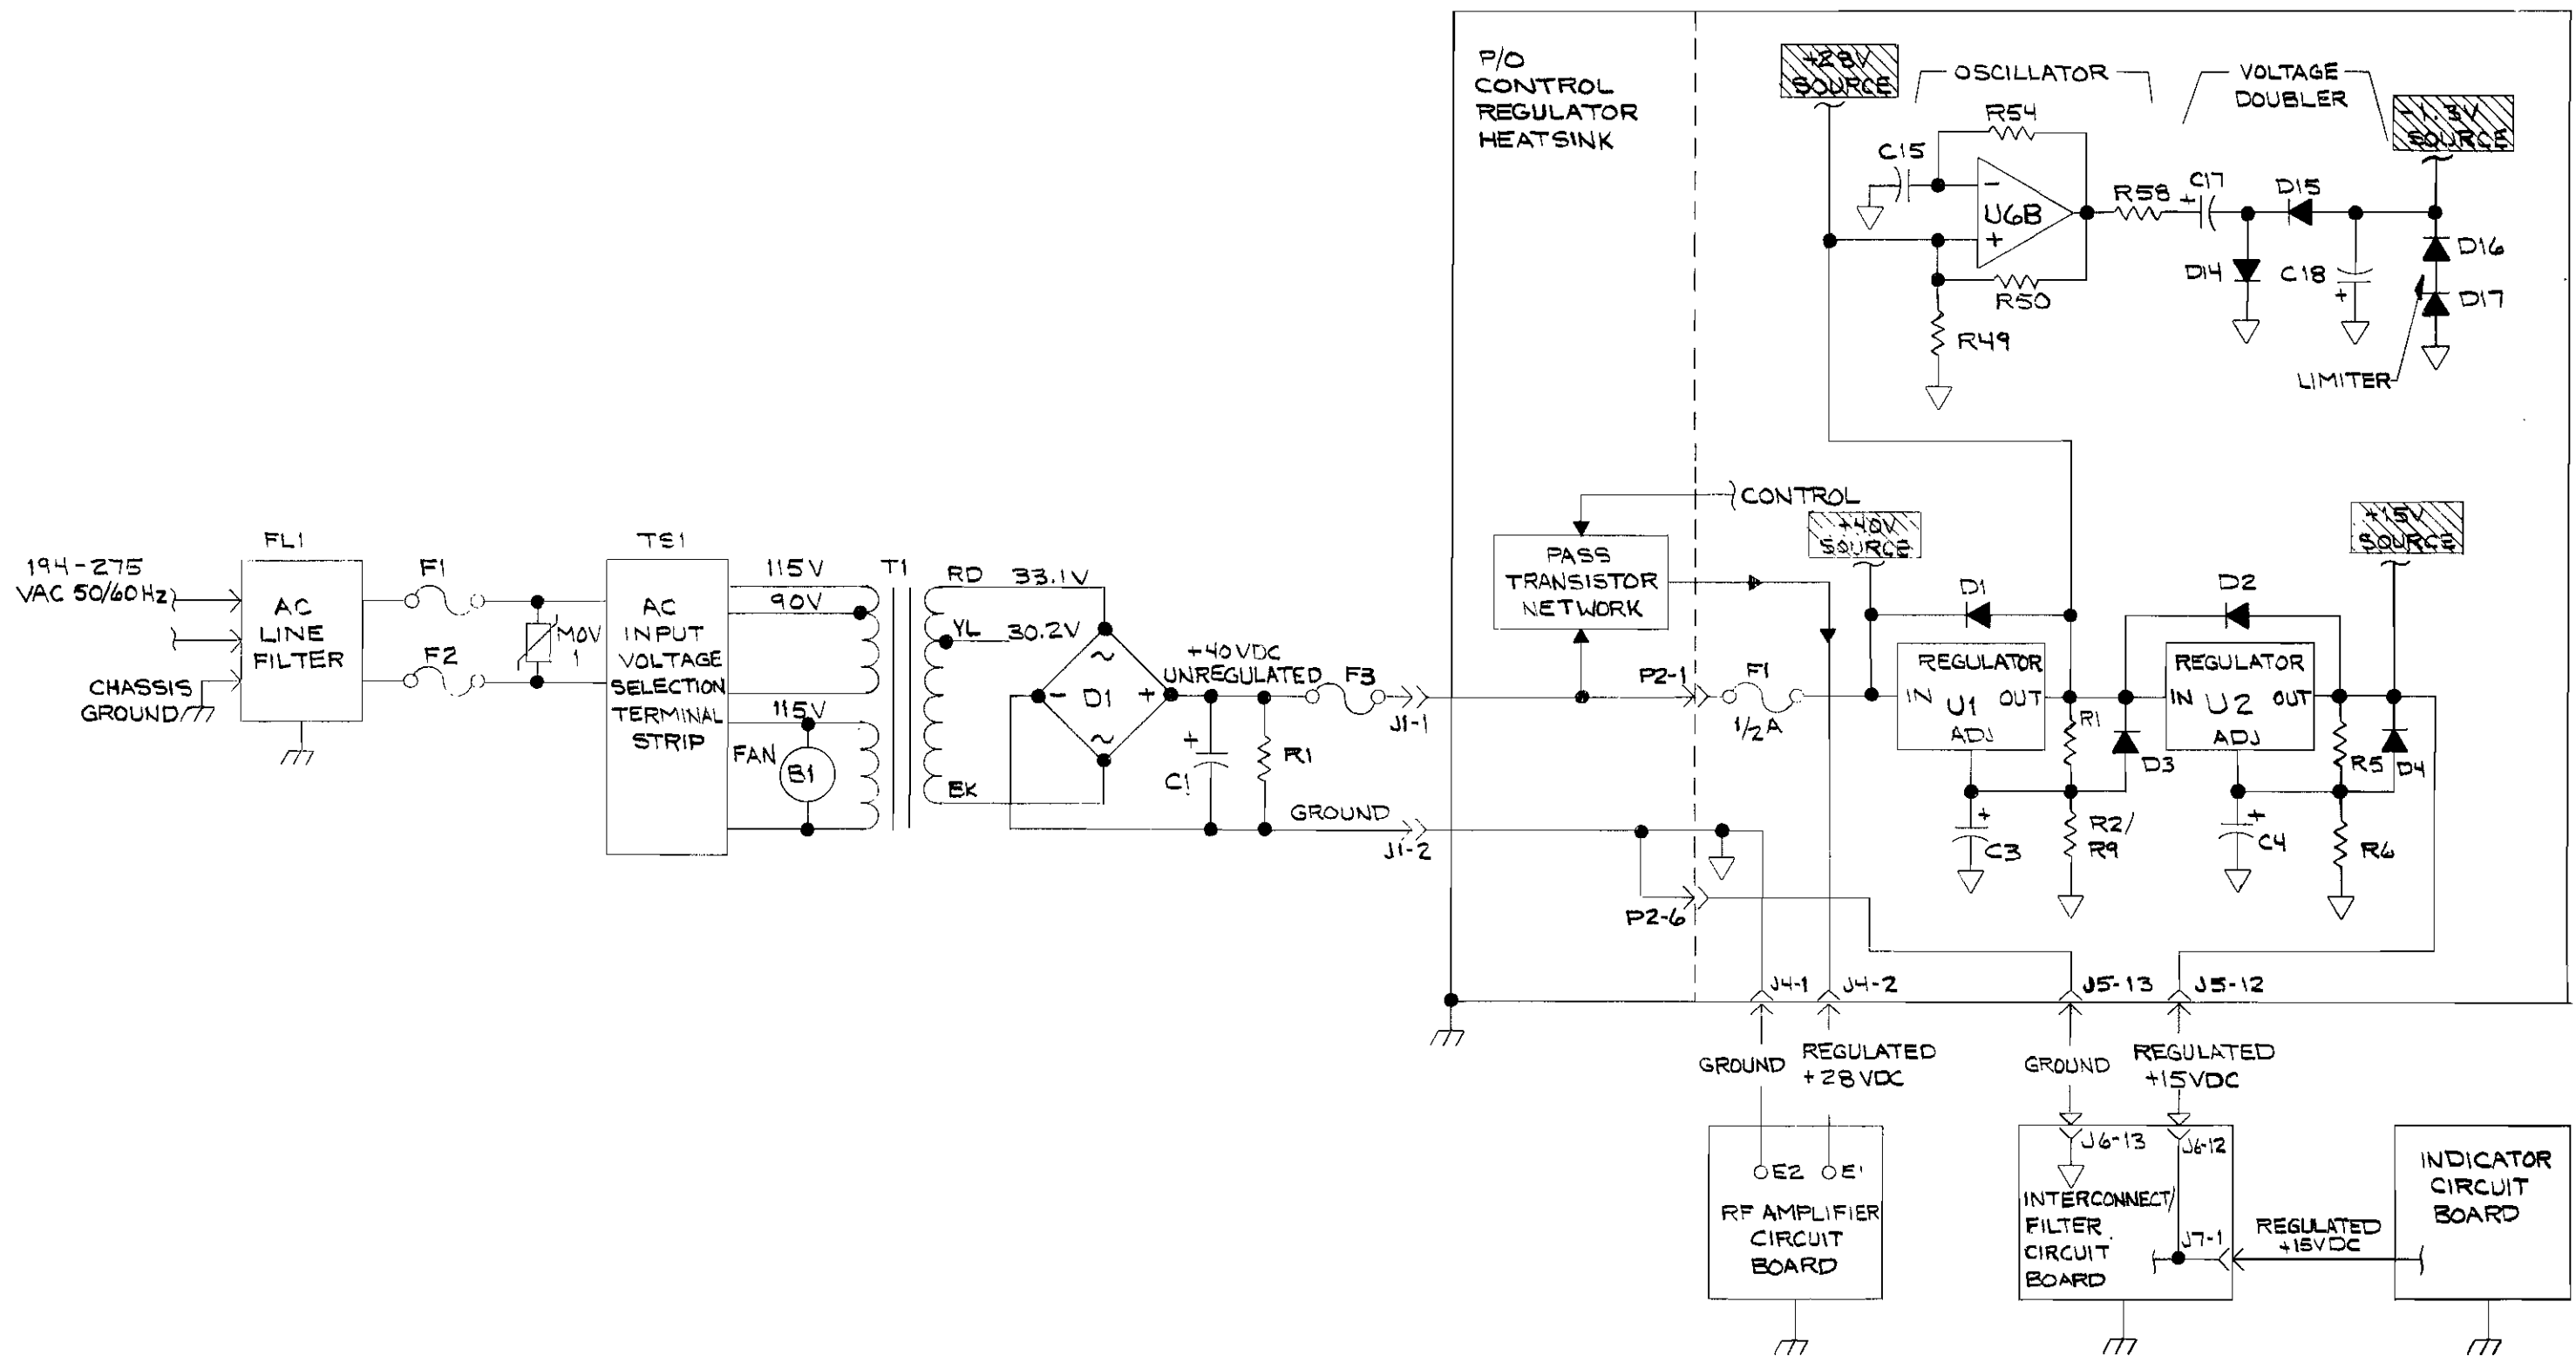 P/O
CONTROL
REGULATOR
HEATSINK
+28V
SOURCE
OSCILLATOR
VOLTAGE
DOUBLER
-1.3V
SOURCE
R54
C15
-
U6B
+
R50
R49
R58
C17
+
D15
D14
C18
+
D16
D17
LIMITER
CONTROL
PASS
TRANSISTOR
NETWORK
+40V
SOURCE
+15V
SOURCE
194-275
VAC 50/60Hz
CHASSIS
GROUND
FL1
AC
LINE
FILTER
F1
F2
MOV
1
TS1
AC
INPUT
VOLTAGE
SELECTION
TERMINAL
STRIP
115V
90V
115V
FAN
B1
T1
RD 33.1V
YL 30.2V
BK
~
- D1 +
~
+40VDC
UNREGULATED
+
C1
R1
F3
J1-1
GROUND
J1-2
P2-1
F1
1/2A
P2-6
D1
REGULATOR
IN U1 OUT
ADJ
R1
D3
+
C3
R2/
R9
D2
REGULATOR
IN U2 OUT
ADJ
R5
D4
+
C4
R6
J4-1
J4-2
J5-13
J5-12
GROUND
REGULATED
+28VDC
GROUND
REGULATED
+15VDC
E2
E1
RF AMPLIFIER
CIRCUIT
BOARD
J6-13
J6-12
INTERCONNECT/
FILTER
CIRCUIT
BOARD
J7-1
REGULATED
+15VDC
INDICATOR
CIRCUIT
BOARD